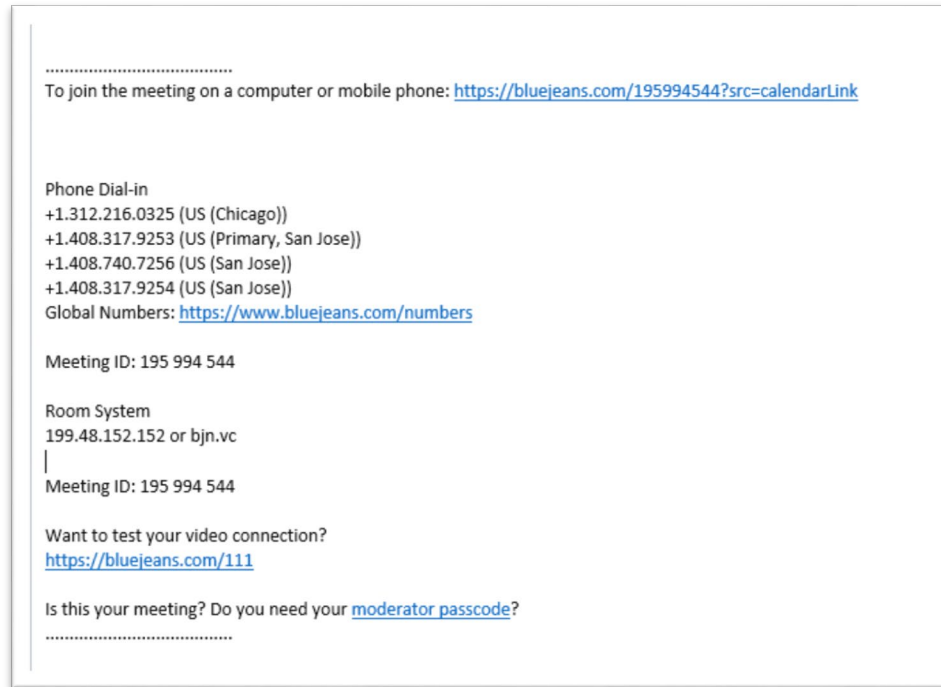 ........................................
To join the meeting on a computer or mobile phone: https://bluejeans.com/195994544?src=calendarLink
Phone Dial-in
+1.312.216.0325 (US (Chicago))
+1.408.317.9253 (US (Primary, San Jose))
+1.408.740.7256 (US (San Jose))
+1.408.317.9254 (US (San Jose))
Global Numbers: https://www.bluejeans.com/numbers
Meeting ID: 195 994 544
Room System
199.48.152.152 or bjn.vc
Meeting ID: 195 994 544
Want to test your video connection?
https://bluejeans.com/111
Is this your meeting? Do you need your moderator passcode?
........................................